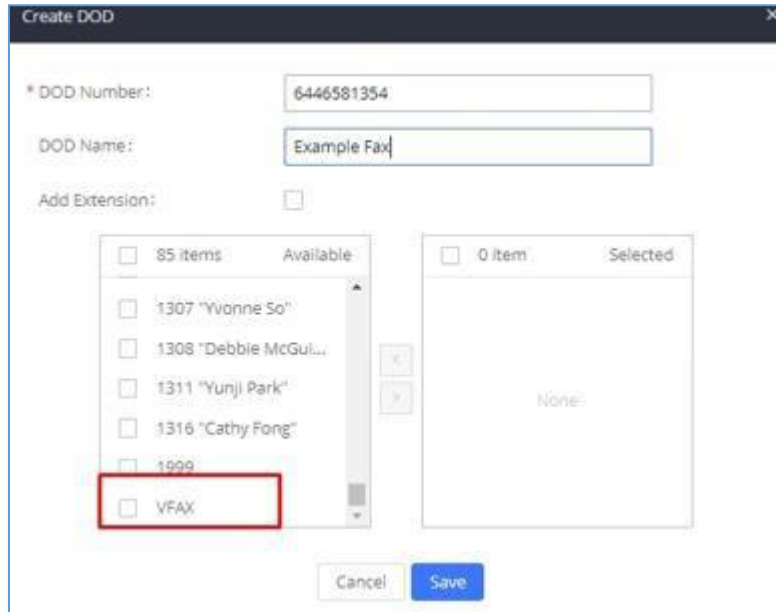 Create DOD ×
* DOD Number: 6446581354
DOD Name: Example Fax
Add Extension:
85 items Available
0 item Selected
1307 "Yvonne So"
1308 "Debbie McGui...
1311 "Yunji Park"
1316 "Cathy Fong"
1999
VFAX
< 
>
None
Cancel Save